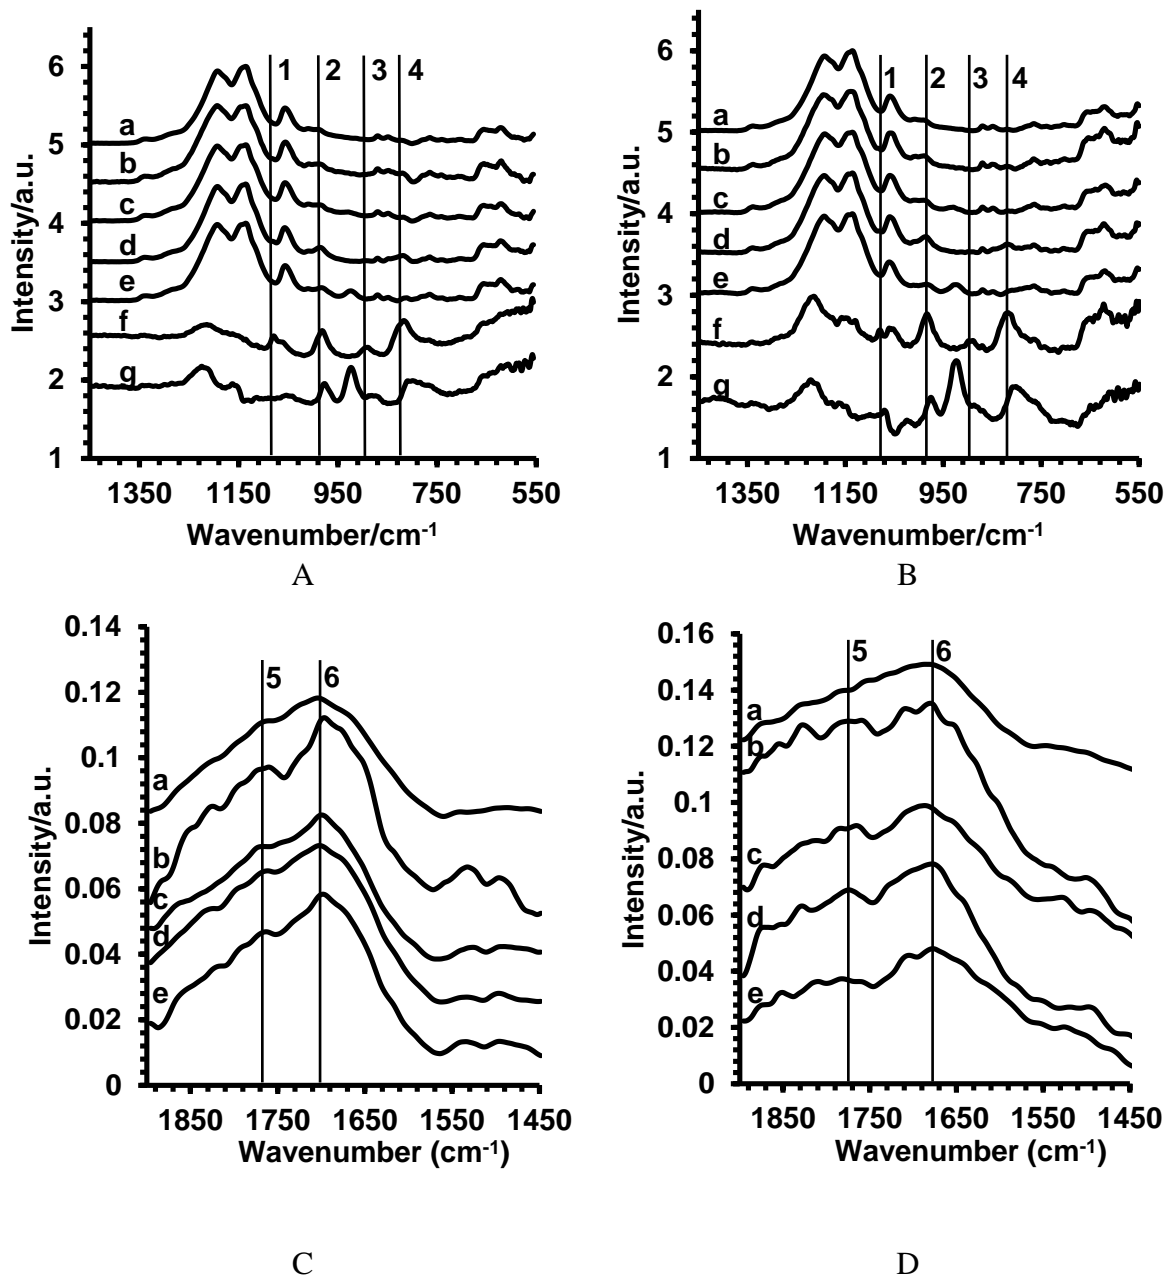 6
5
4
3
2
1
Intensity/a.u.
1 2 3 4
a
b
c
d
e
f
g
1350 1150 950 750 550
Wavenumber/cm-1
A
6
5
4
3
2
1
Intensity/a.u.
1 2 3 4
a
b
c
d
e
f
g
1350 1150 950 750 550
Wavenumber/cm-1
B
0.14
0.12
0.1
0.08
0.06
0.04
0.02
0
Intensity/a.u.
5 6
a
b
c
d
e
1850 1750 1650 1550 1450
Wavenumber (cm-1)
C
0.16
0.14
0.12
0.1
0.08
0.06
0.04
0.02
0
Intensity/a.u.
5 6
a
b
c
d
e
1850 1750 1650 1550 1450
Wavenumber (cm-1)
D